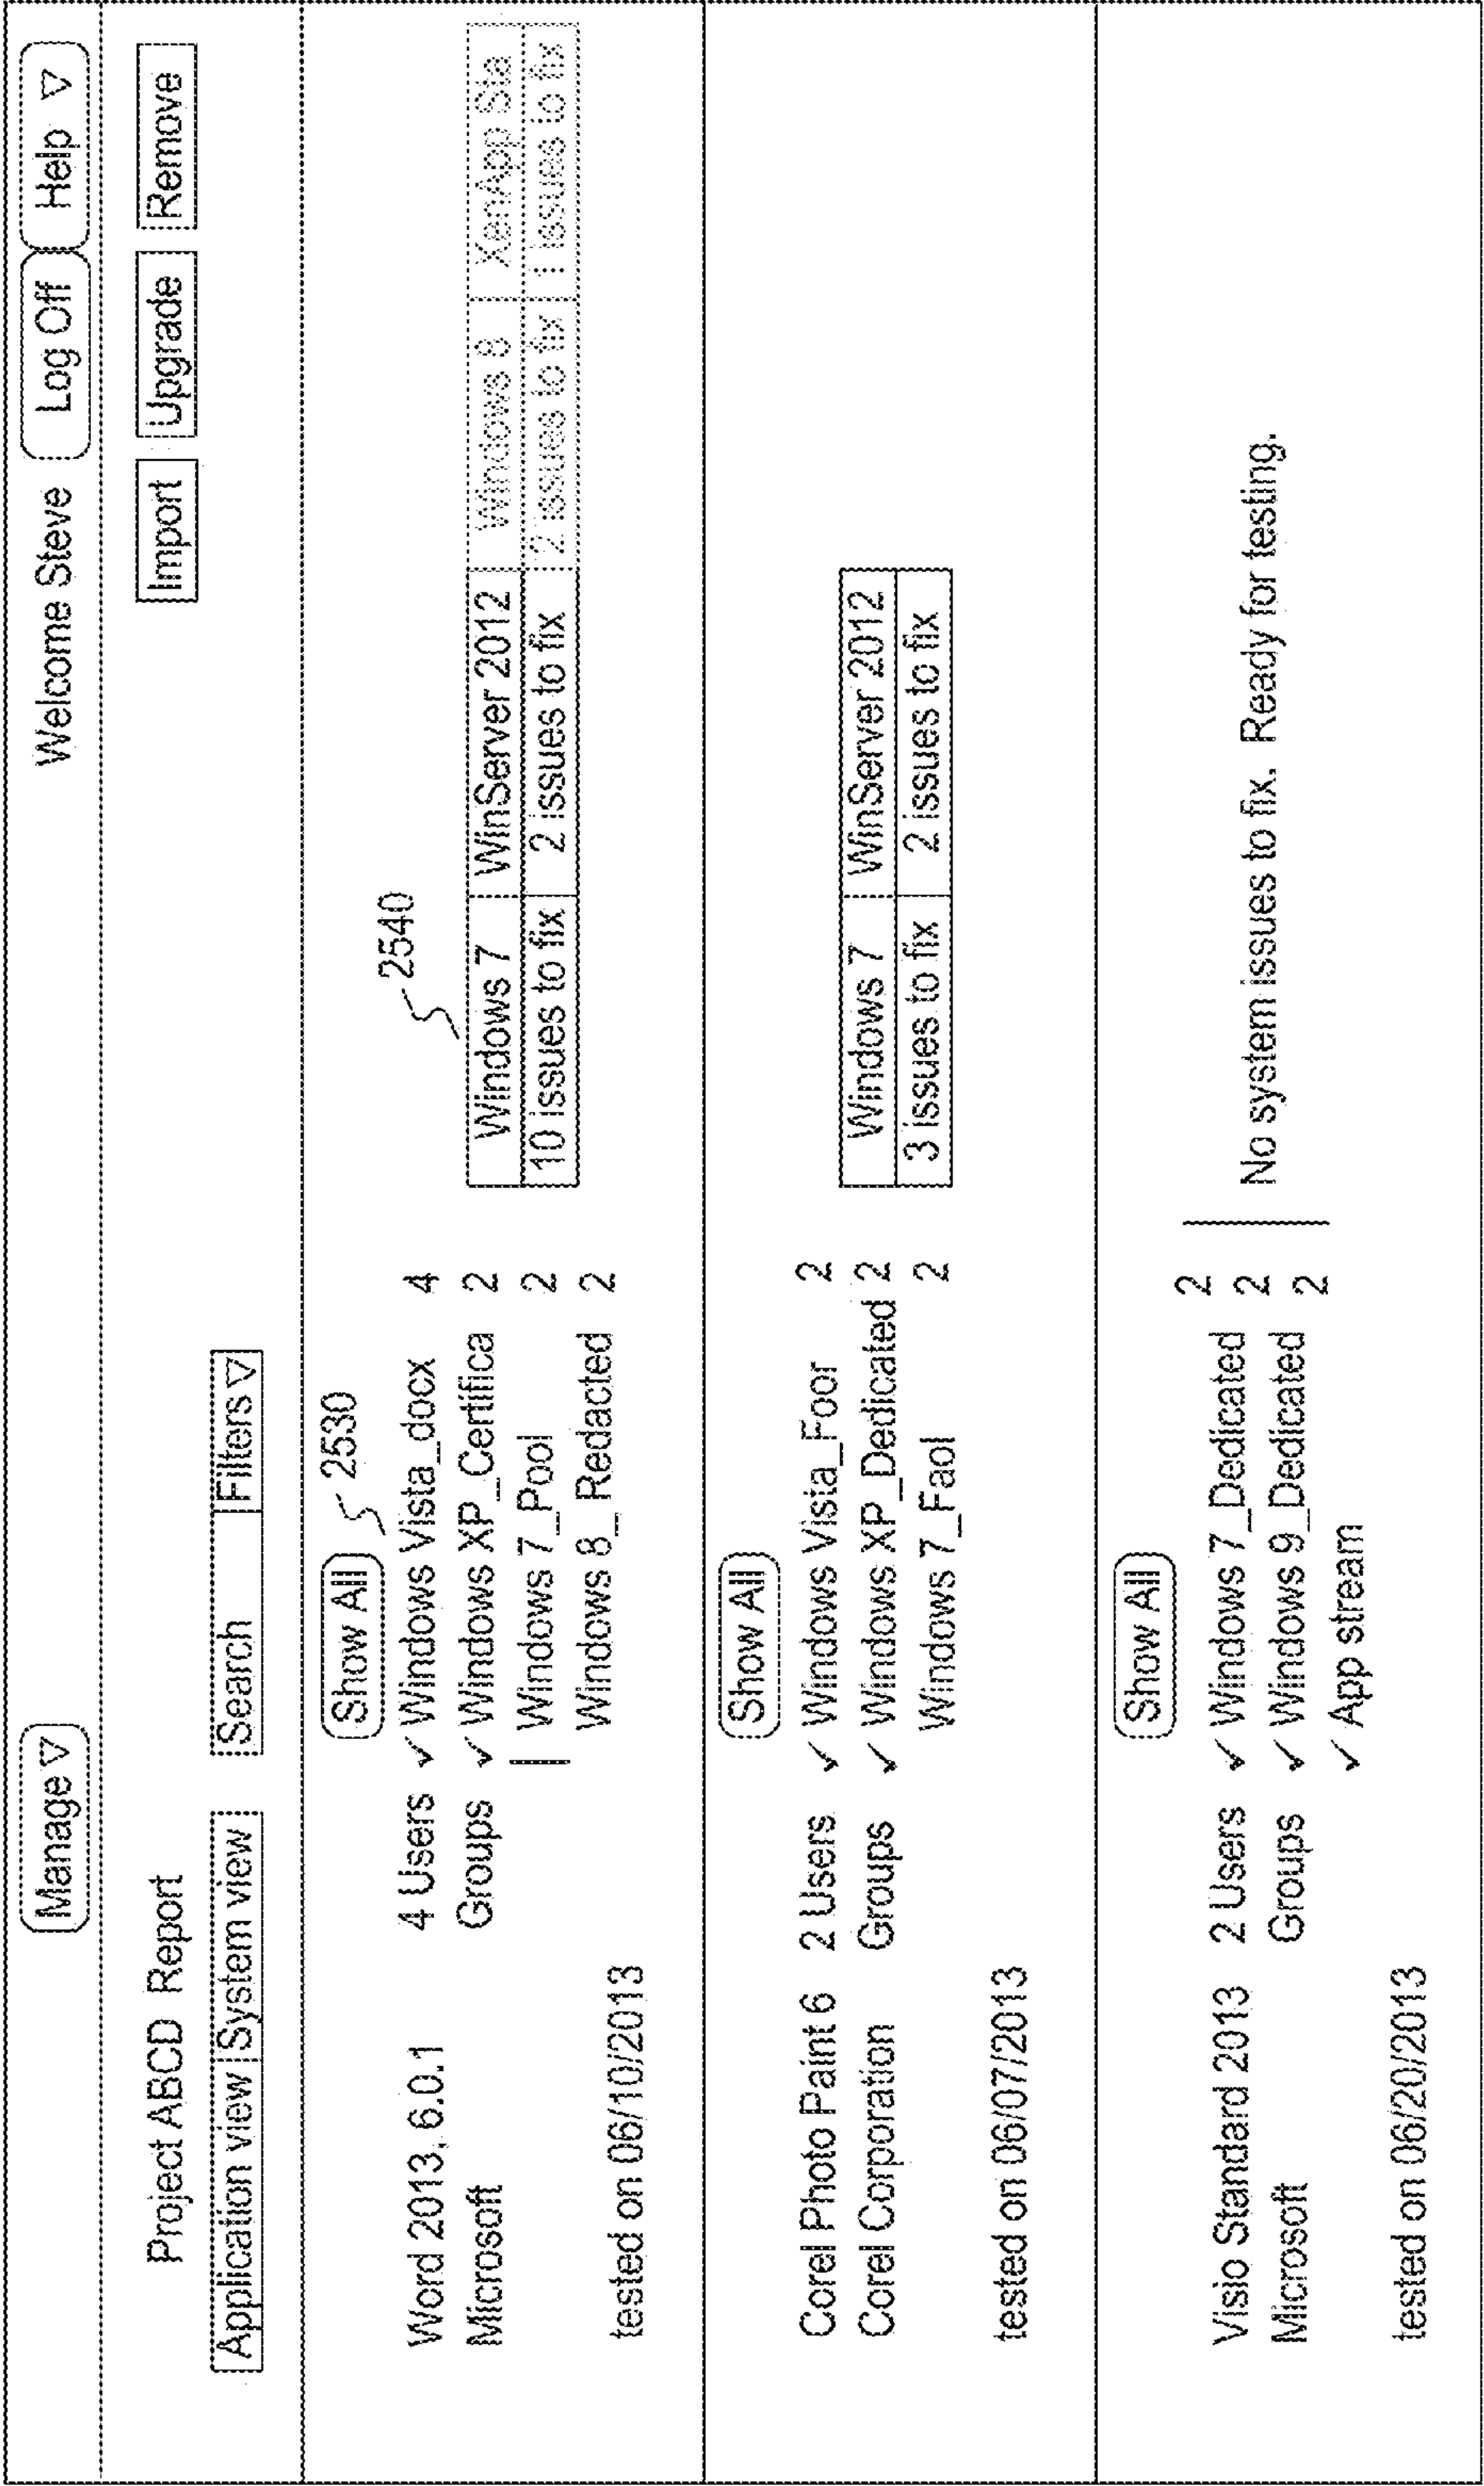 Manage ▽ Welcome Steve Log Off Help ▽
Project ABCD Report Import Upgrade Remove
Application view System view Search Filters ▽
Show All 2530
Word 2013, 6.0.1 4 Users ✓ Windows Vista_docx 4 2540
Microsoft Groups ✓ Windows XP_Certifica 2 Windows 7 WinServer 2012 Windows 8 XenApp Sta
| Windows 7_Pool 2 10 issues to fix 2 issues to fix 2 issues to fix 1 issues to fix
Windows 8_Redacted 2
tested on 06/10/2013
Show All
Corel Photo Paint 6 2 Users ✓ Windows Vista_Foor 2 Windows 7 WinServer 2012
Corel Corporation Groups ✓ Windows XP_Dedicated 2 3 issues to fix 2 issues to fix
Windows 7_Faol 2
tested on 06/07/2013
Show All
Visio Standard 2013 2 Users ✓ Windows 7_Dedicated 2
Microsoft Groups ✓ Windows 9_Dedicated 2 No system issues to fix. Ready for testing.
✓ App stream 2
tested on 06/20/2013